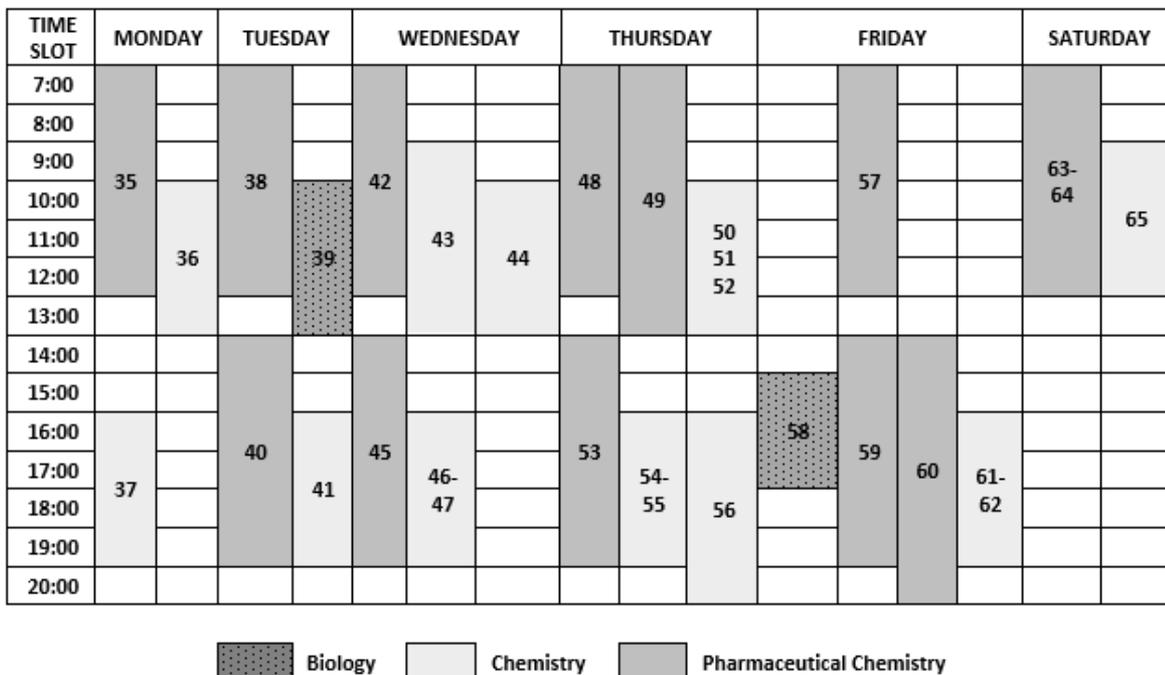 TIME SLOT MONDAY TUESDAY WEDNESDAY THURSDAY FRIDAY SATURDAY
7:00
8:00
9:00
35 38 42 48 57 63-64
10:00
49
11:00
43 50 65
36 39 44 51
12:00
52
13:00
14:00
15:00
16:00
58
40 45 53 59
17:00
46-47 54-55 60 61-62
37 41
18:00
56
19:00
20:00
Biology Chemistry Pharmaceutical Chemistry